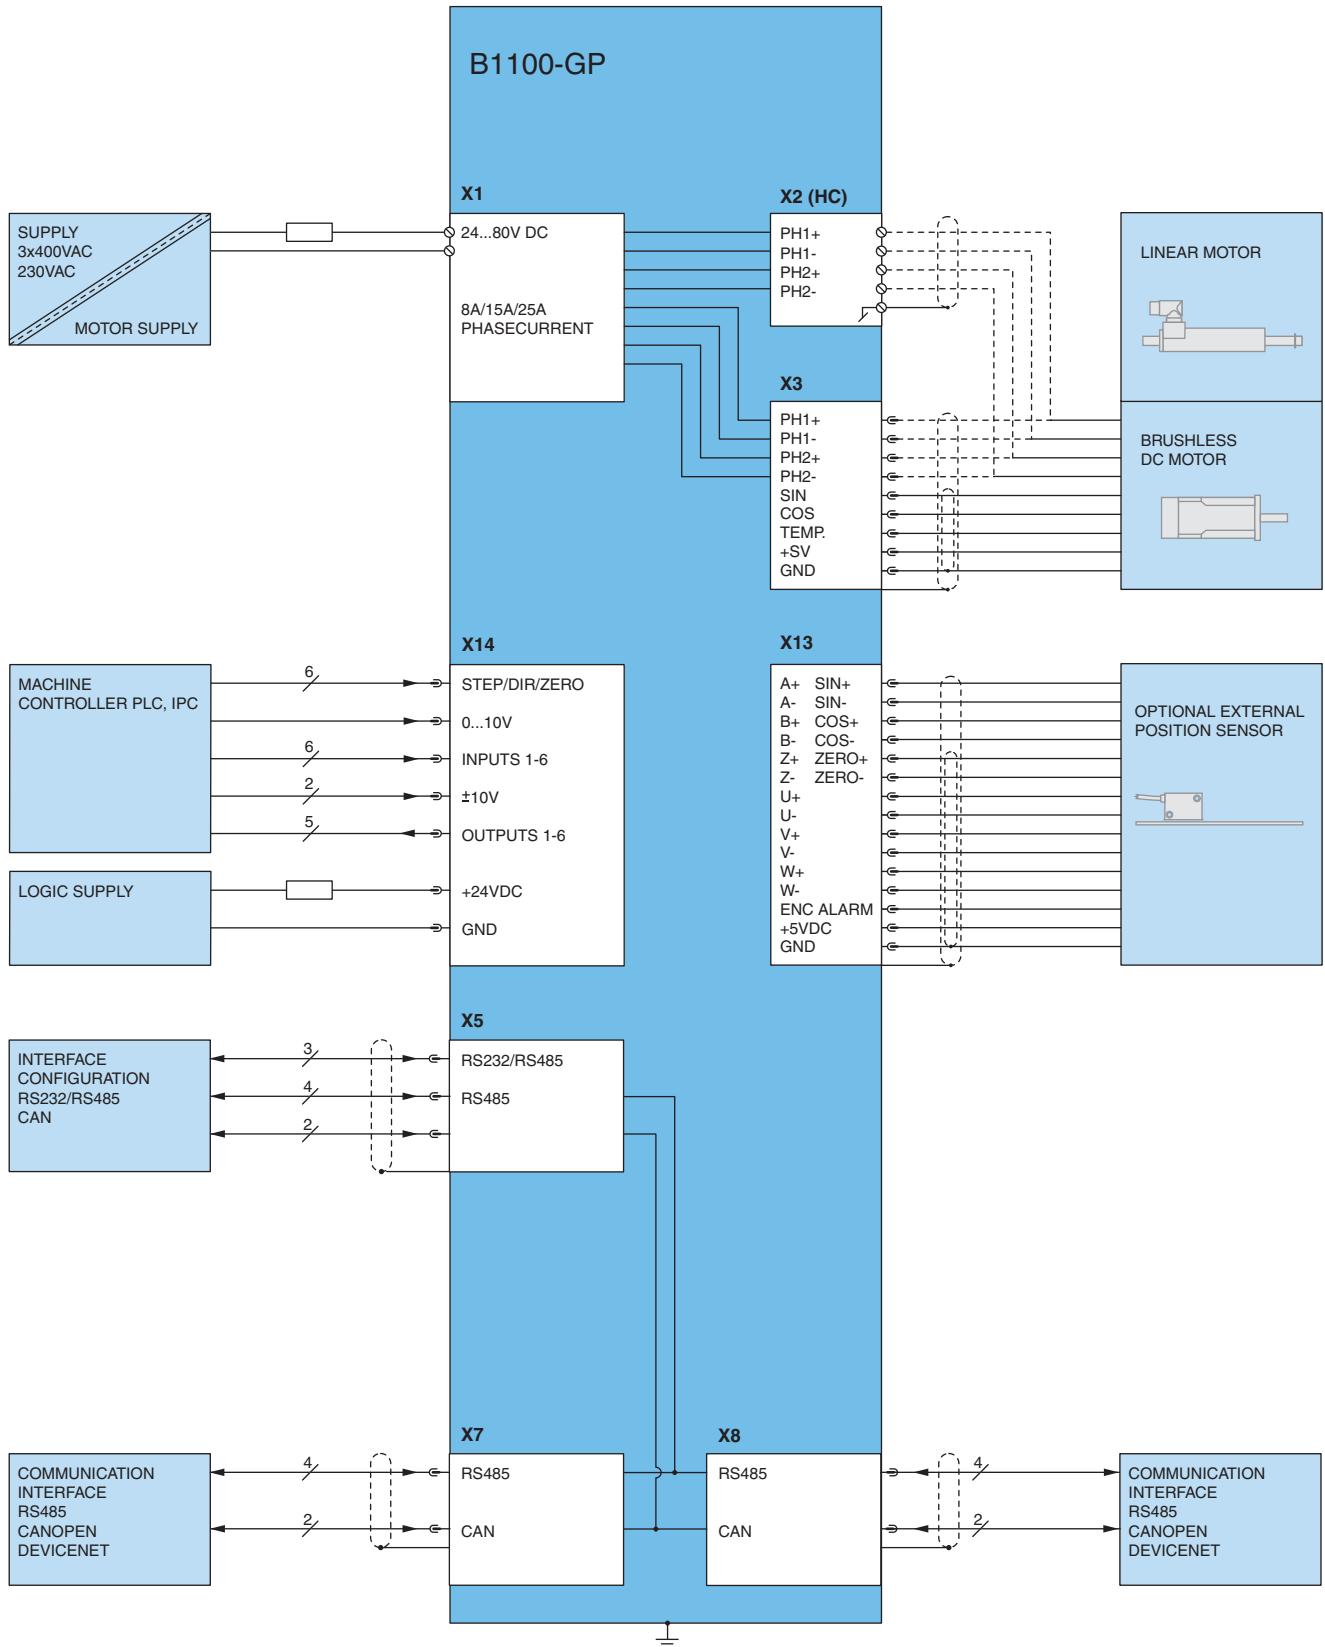 B1100-GP
X1
SUPPLY
3x400VAC
230VAC
MOTOR SUPPLY
24...80V DC
8A/15A/25A
PHASECURRENT
X2 (HC)
PH1+
PH1-
PH2+
PH2-
LINEAR MOTOR
X3
PH1+
PH1-
PH2+
PH2-
SIN
COS
TEMP.
+SV
GND
BRUSHLESS
DC MOTOR
X14
MACHINE
CONTROLLER PLC, IPC
6
STEP/DIR/ZERO
0...10V
6
INPUTS 1-6
2
±10V
5
OUTPUTS 1-6
LOGIC SUPPLY
+24VDC
GND
X13
A+ SIN+
A- SIN-
B+ COS+
B- COS-
Z+ ZERO+
Z- ZERO-
U+
U-
V+
V-
W+
W-
ENC ALARM
+5VDC
GND
OPTIONAL EXTERNAL
POSITION SENSOR
X5
INTERFACE
CONFIGURATION
RS232/RS485
CAN
3
RS232/RS485
4
RS485
2
X7
COMMUNICATION
INTERFACE
RS485
CANOPEN
DEVICENET
4
RS485
2
CAN
X8
RS485
CAN
4
2
COMMUNICATION
INTERFACE
RS485
CANOPEN
DEVICENET